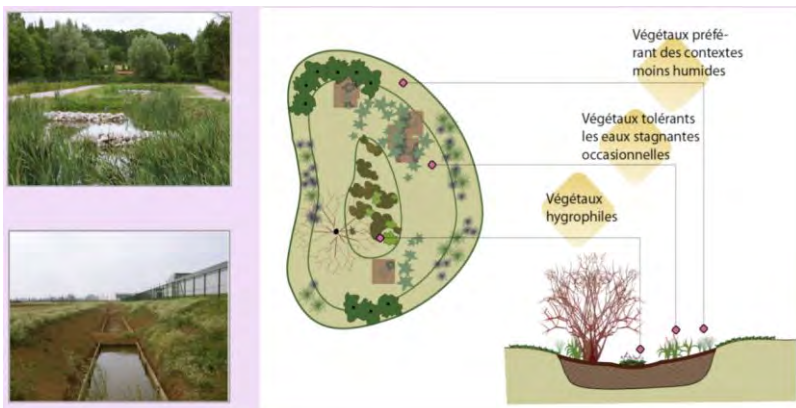 Végétaux préfé-
rant des contextes
moins humides
Végétaux tolérants
les eaux stagnantes
occasionnelles
Végétaux
hygrophiles